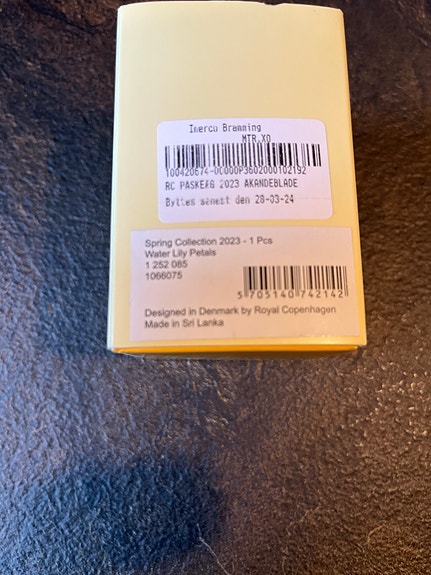 Imerco Bramming
MTR.XO
100420674-0C000P3602000102192
RC PASKEÆG 2023 ÅKANDEBLADE
Byttes senest den 28-03-24
Spring Collection 2023 - 1 Pcs
Water Lily Petals
1 252 085
1066075
5 705140 742142
Designed in Denmark by Royal Copenhagen
Made in Sri Lanka